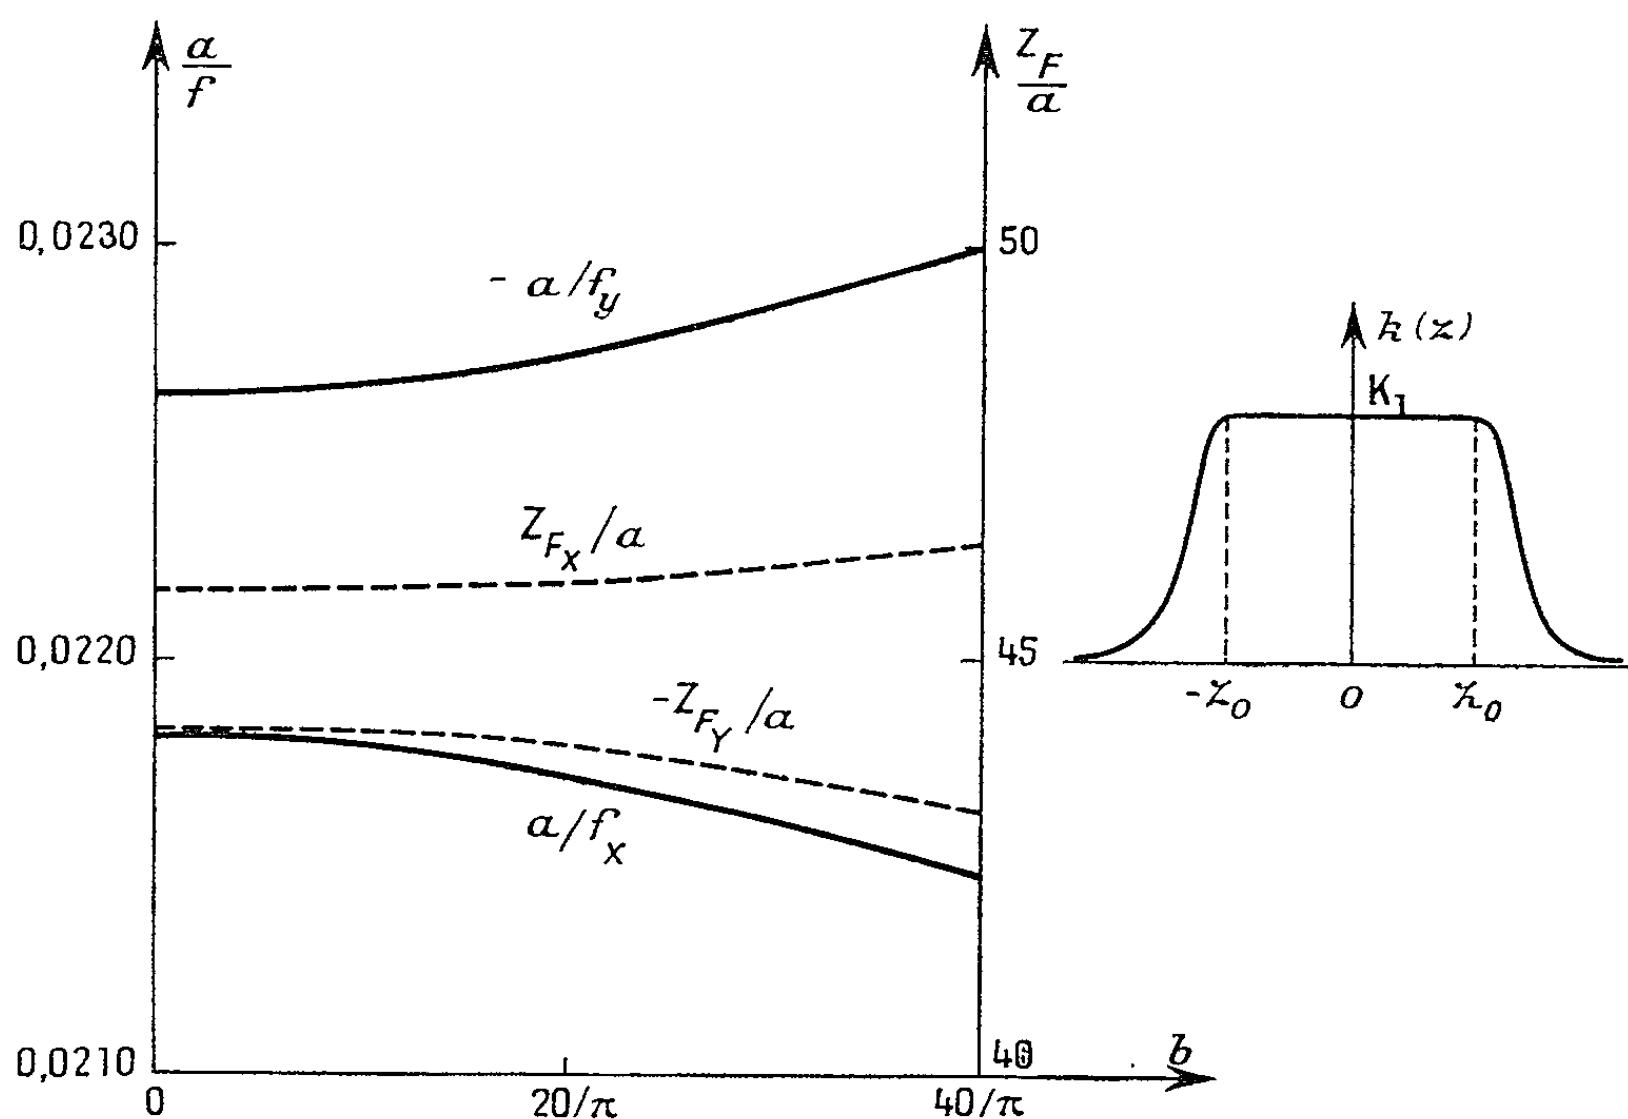 a/f
Z_F/a
0,0230
50
- a/f_y
k(z)
K_1
Z_{F_X}/a
0,0220
45
-Z_{F_Y}/a
-z_0
0
z_0
a/f_x
0,0210
40
b
0
20/π
40/π